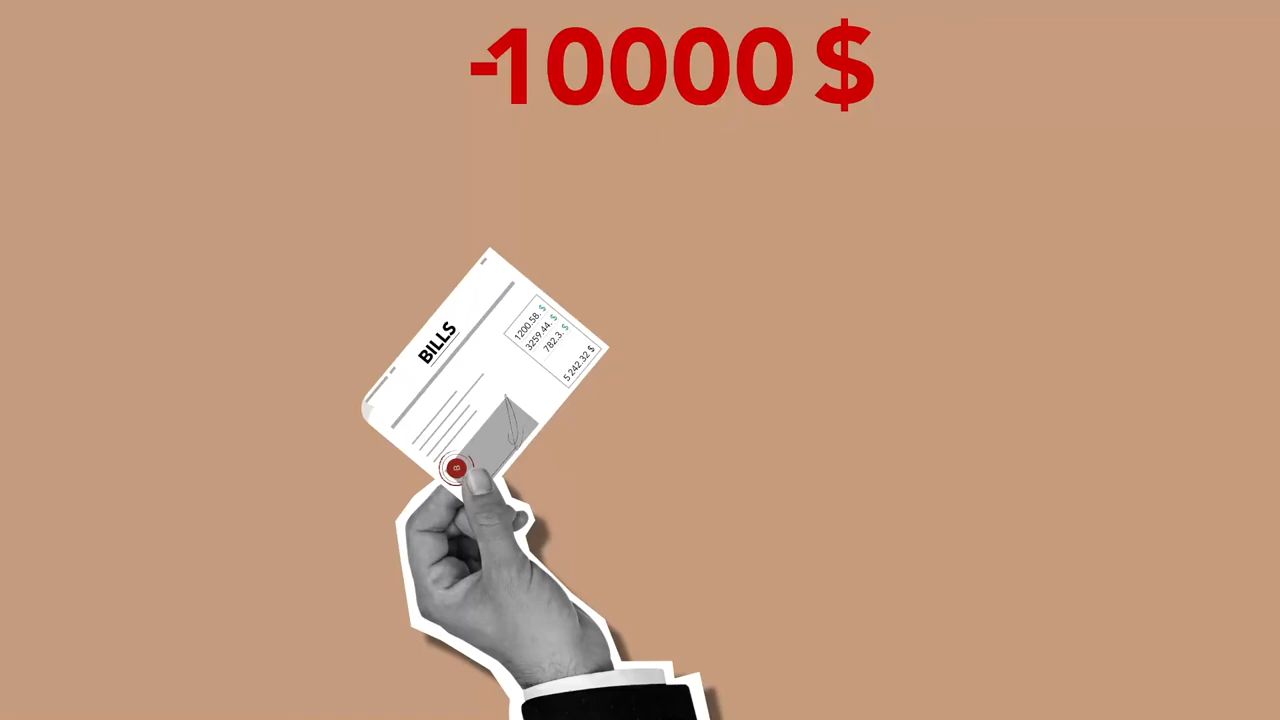 -10000 $
BILLS
1200.58. $
3259.44. $
782.3. $
5 242.32 $
B